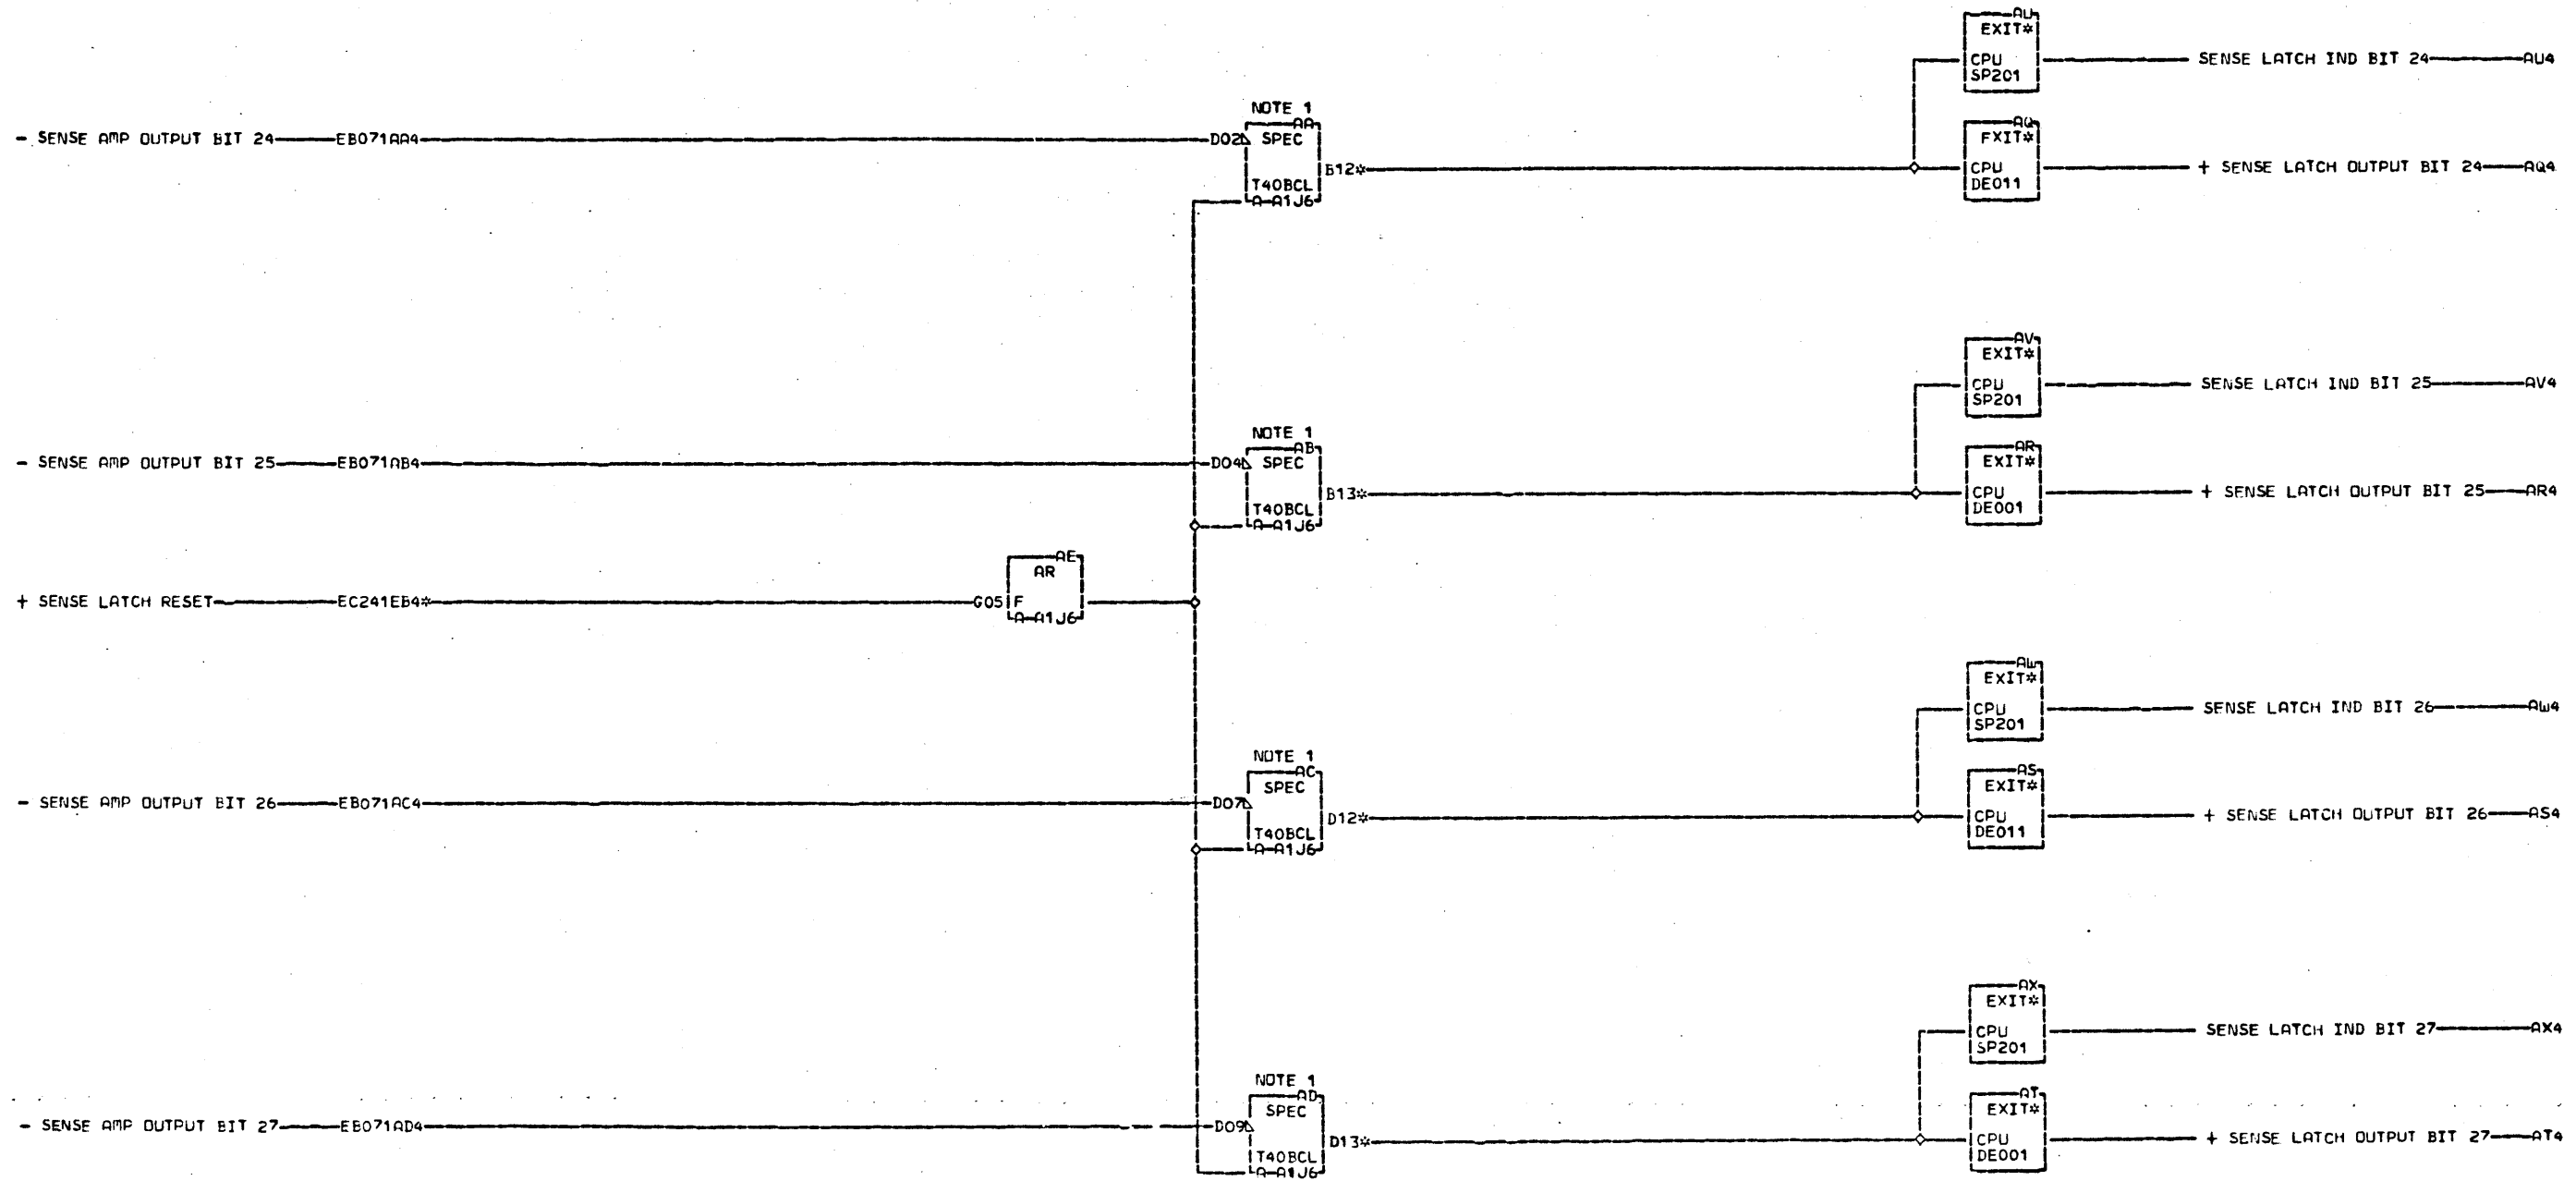 AU
EXIT*
CPU
SP201
SENSE LATCH IND BIT 24 AU4
NOTE 1
- SENSE AMP OUTPUT BIT 24 EB071AA4 D02
AA
SPEC
T40BCL
A-A1J6
B12*
AQ
FXIT*
CPU
DE011
+ SENSE LATCH OUTPUT BIT 24 AQ4
AV
EXIT*
CPU
SP201
SENSE LATCH IND BIT 25 AV4
NOTE 1
- SENSE AMP OUTPUT BIT 25 EB071AB4 D04
AB
SPEC
T40BCL
A-A1J6
B13*
AR
EXIT*
CPU
DE001
+ SENSE LATCH OUTPUT BIT 25 AR4
+ SENSE LATCH RESET EC241EB4* G05
AE
AR
F
A-A1J6
AW
EXIT*
CPU
SP201
SENSE LATCH IND BIT 26 AW4
NOTE 1
- SENSE AMP OUTPUT BIT 26 EB071AC4 D07
AC
SPEC
T40BCL
A-A1J6
D12*
AS
EXIT*
CPU
DE011
+ SENSE LATCH OUTPUT BIT 26 AS4
AX
EXIT*
CPU
SP201
SENSE LATCH IND BIT 27 AX4
NOTE 1
- SENSE AMP OUTPUT BIT 27 EB071AD4 D09
AD
SPEC
T40BCL
A-A1J6
D13*
AT
EXIT*
CPU
DE001
+ SENSE LATCH OUTPUT BIT 27 AT4